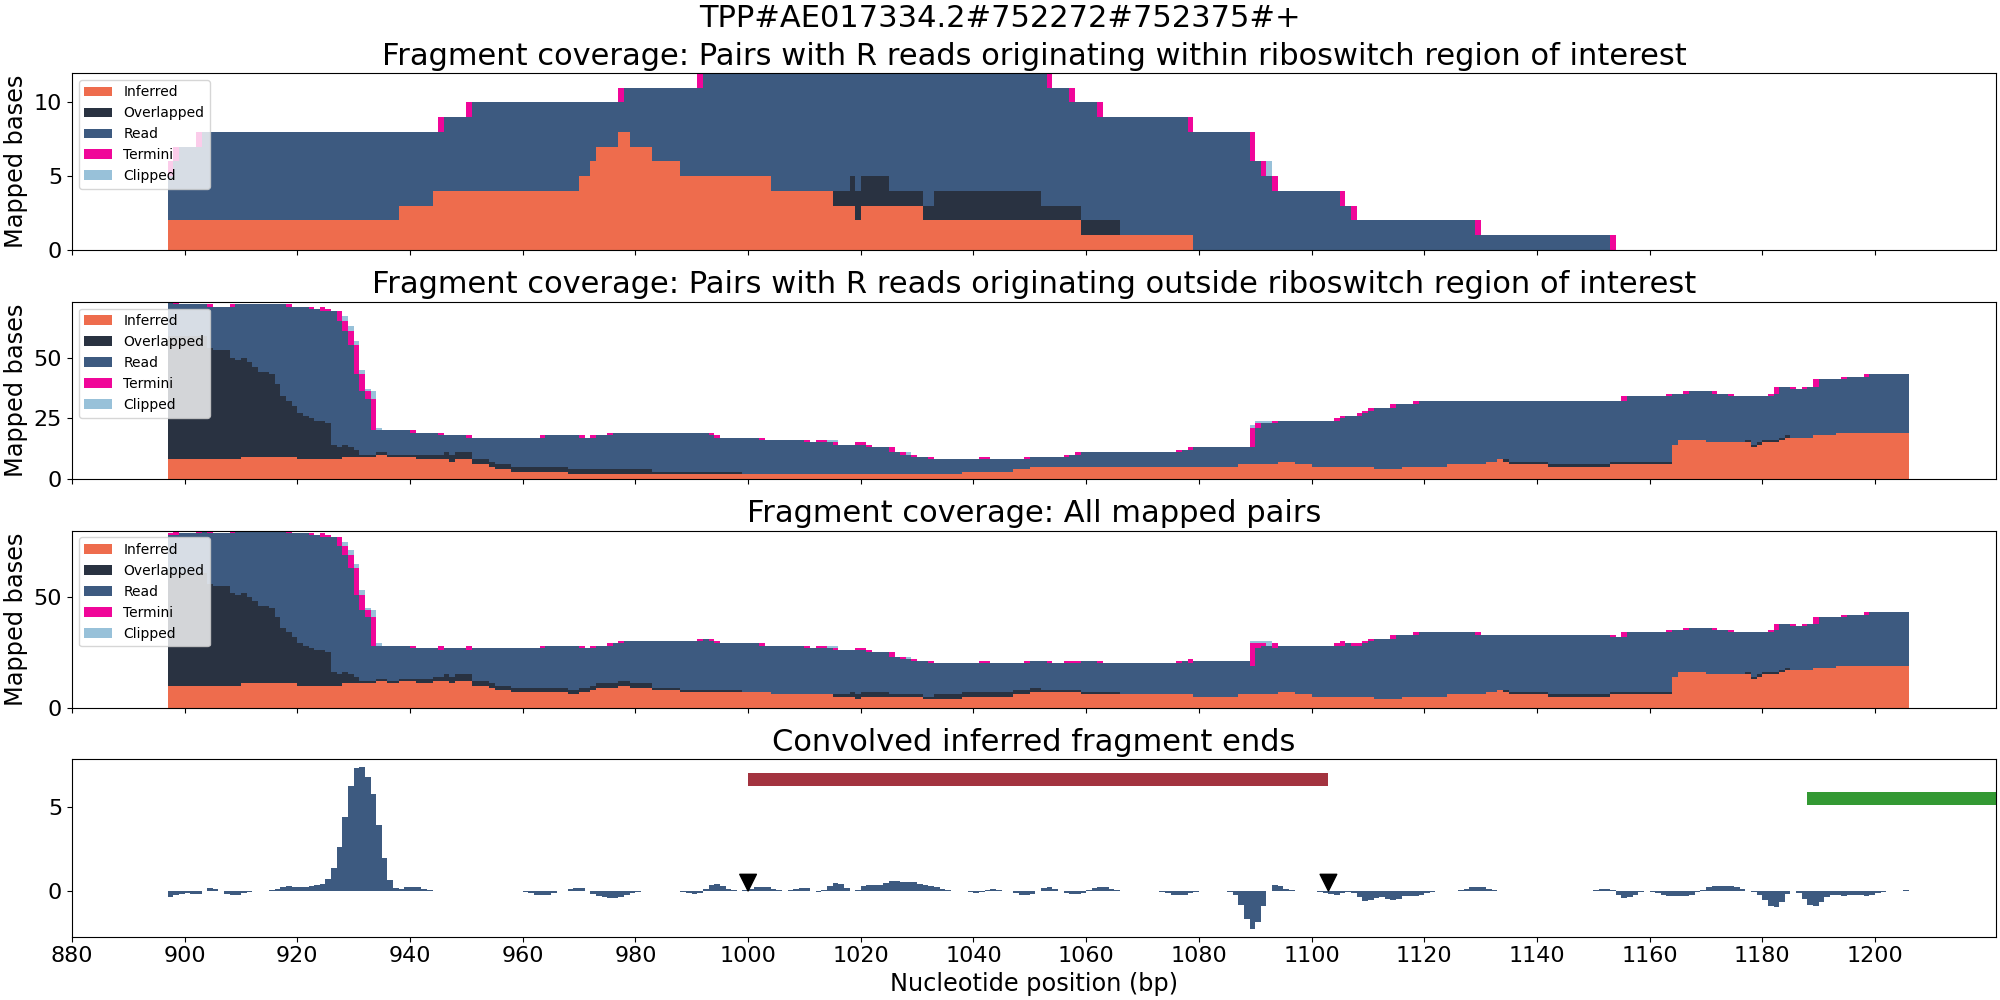 TPP#AE017334.2#752272#752375#+
Fragment coverage: Pairs with R reads originating within riboswitch region of interest
Mapped bases
10
5
0
Inferred
Overlapped
Read
Termini
Clipped
Fragment coverage: Pairs with R reads originating outside riboswitch region of interest
Mapped bases
50
25
0
Inferred
Overlapped
Read
Termini
Clipped
Fragment coverage: All mapped pairs
Mapped bases
50
0
Inferred
Overlapped
Read
Termini
Clipped
Convolved inferred fragment ends
5
0
880 900 920 940 960 980 1000 1020 1040 1060 1080 1100 1120 1140 1160 1180 1200
Nucleotide position (bp)